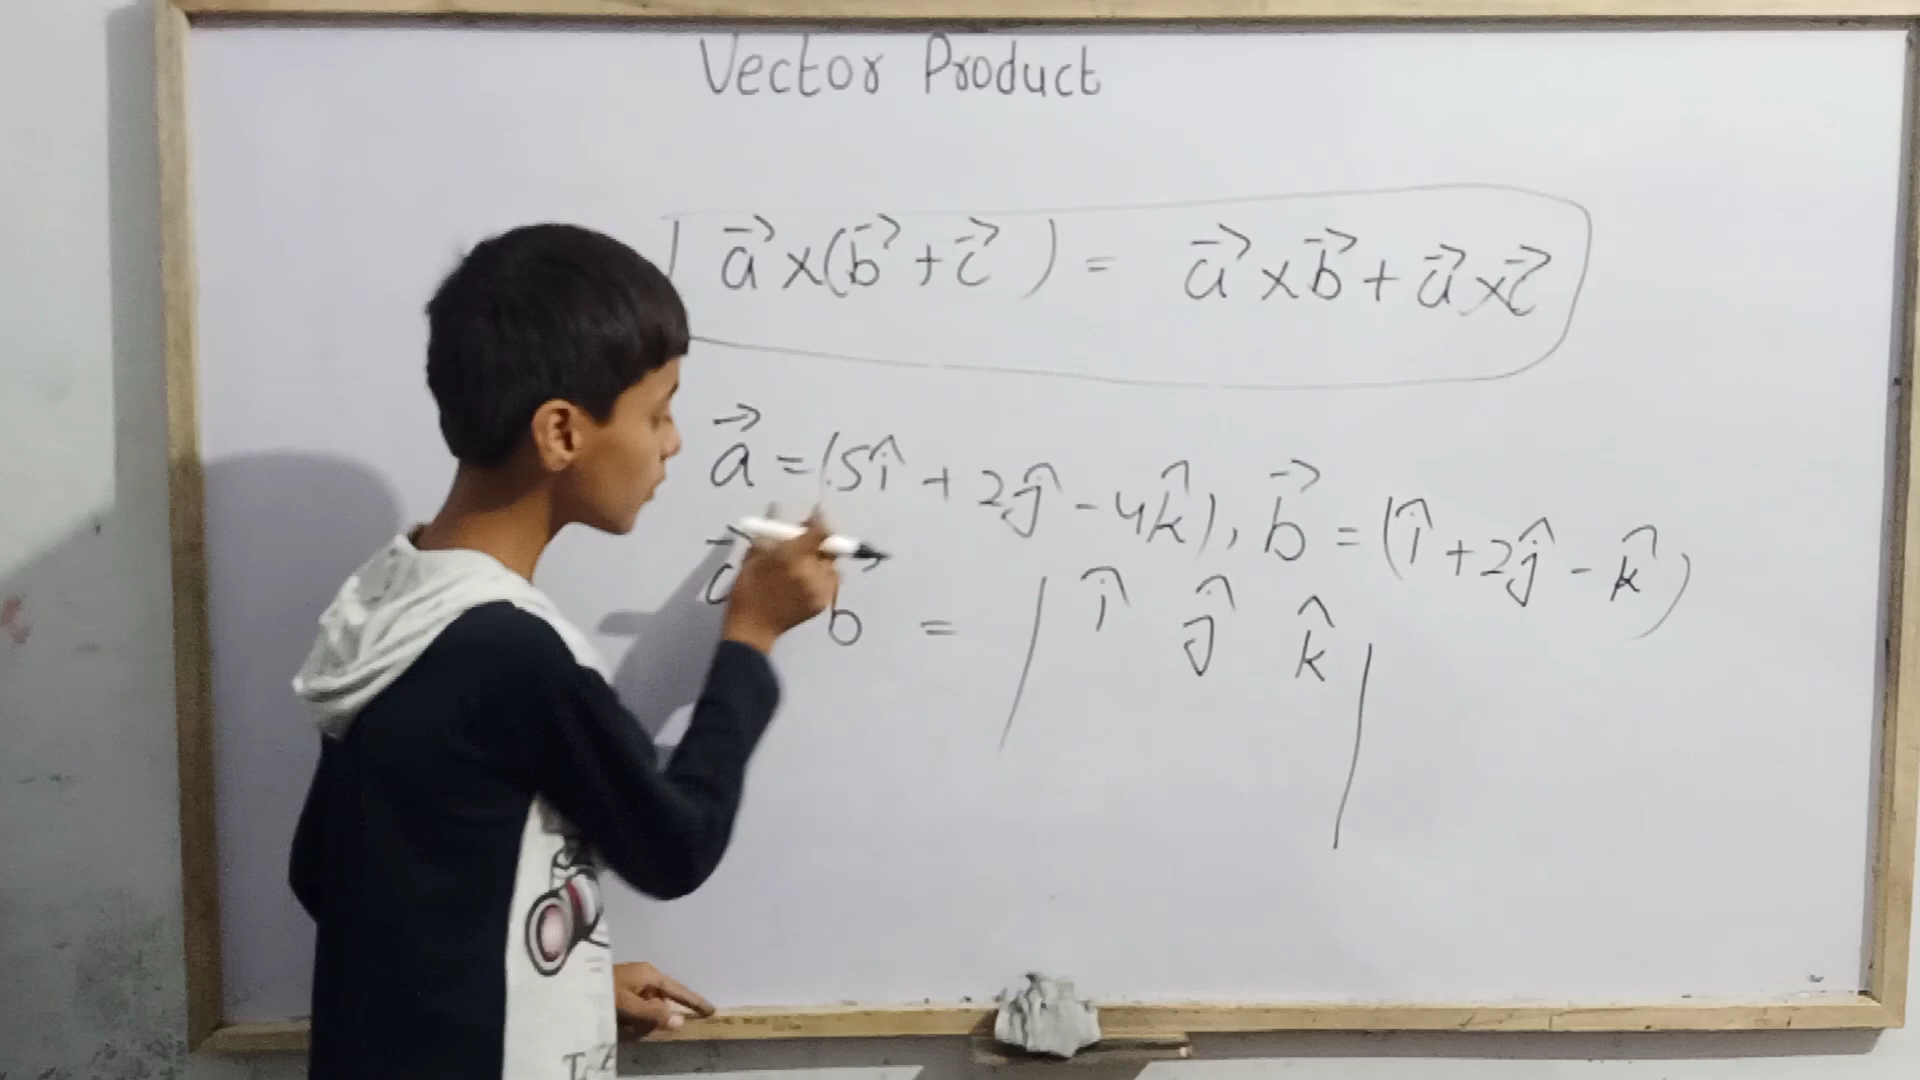 Vector Product
a⃗ ×(b⃗ + c⃗ ) = a⃗ × b⃗ + a⃗ × c⃗
a⃗ = (5î + 2ĵ - 4k̂), b⃗ = (î + 2ĵ - k̂)
b⃗ = | î ĵ k̂ |